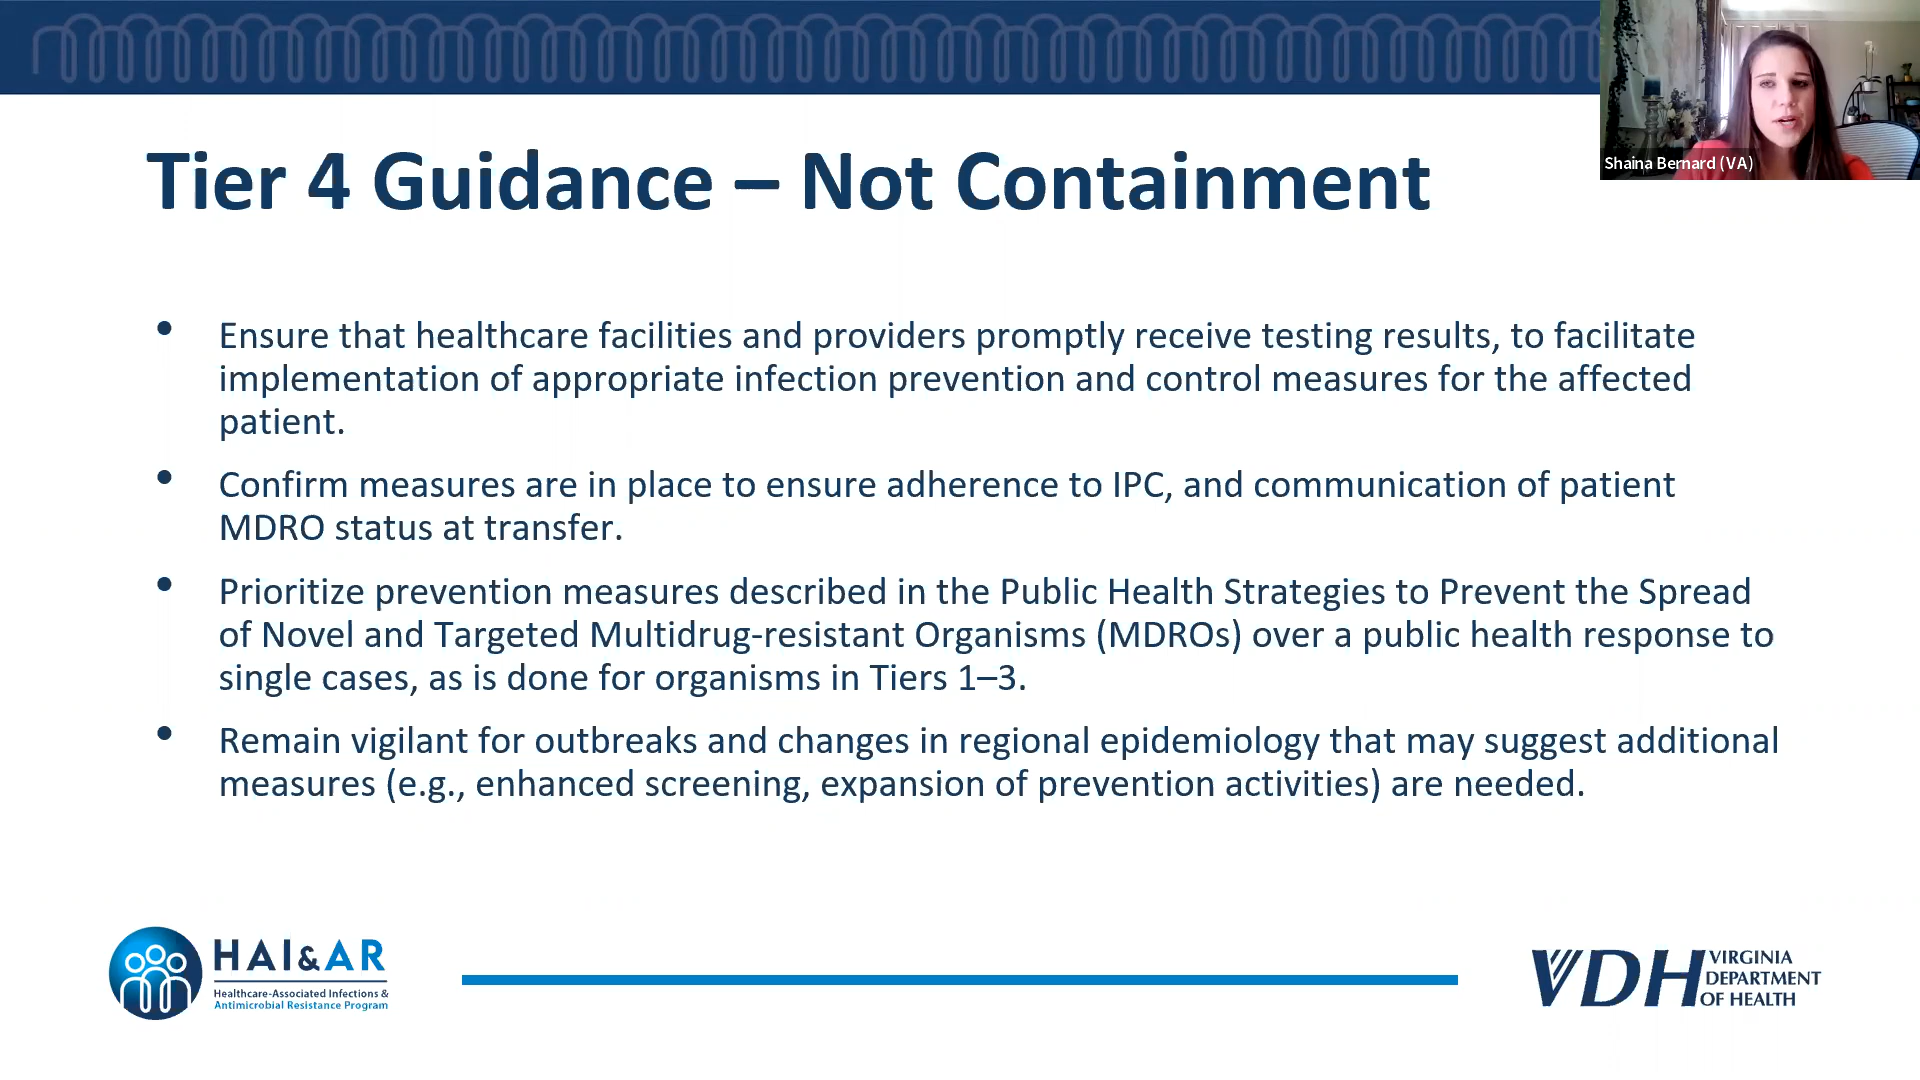 Shaina Bernard (VA)
Tier 4 Guidance – Not Containment
• Ensure that healthcare facilities and providers promptly receive testing results, to facilitate
implementation of appropriate infection prevention and control measures for the affected
patient.
• Confirm measures are in place to ensure adherence to IPC, and communication of patient
MDRO status at transfer.
• Prioritize prevention measures described in the Public Health Strategies to Prevent the Spread
of Novel and Targeted Multidrug-resistant Organisms (MDROs) over a public health response to
single cases, as is done for organisms in Tiers 1–3.
• Remain vigilant for outbreaks and changes in regional epidemiology that may suggest additional
measures (e.g., enhanced screening, expansion of prevention activities) are needed.
HAI&AR
Healthcare-Associated Infections &
Antimicrobial Resistance Program
VDH
VIRGINIA
DEPARTMENT
OF HEALTH